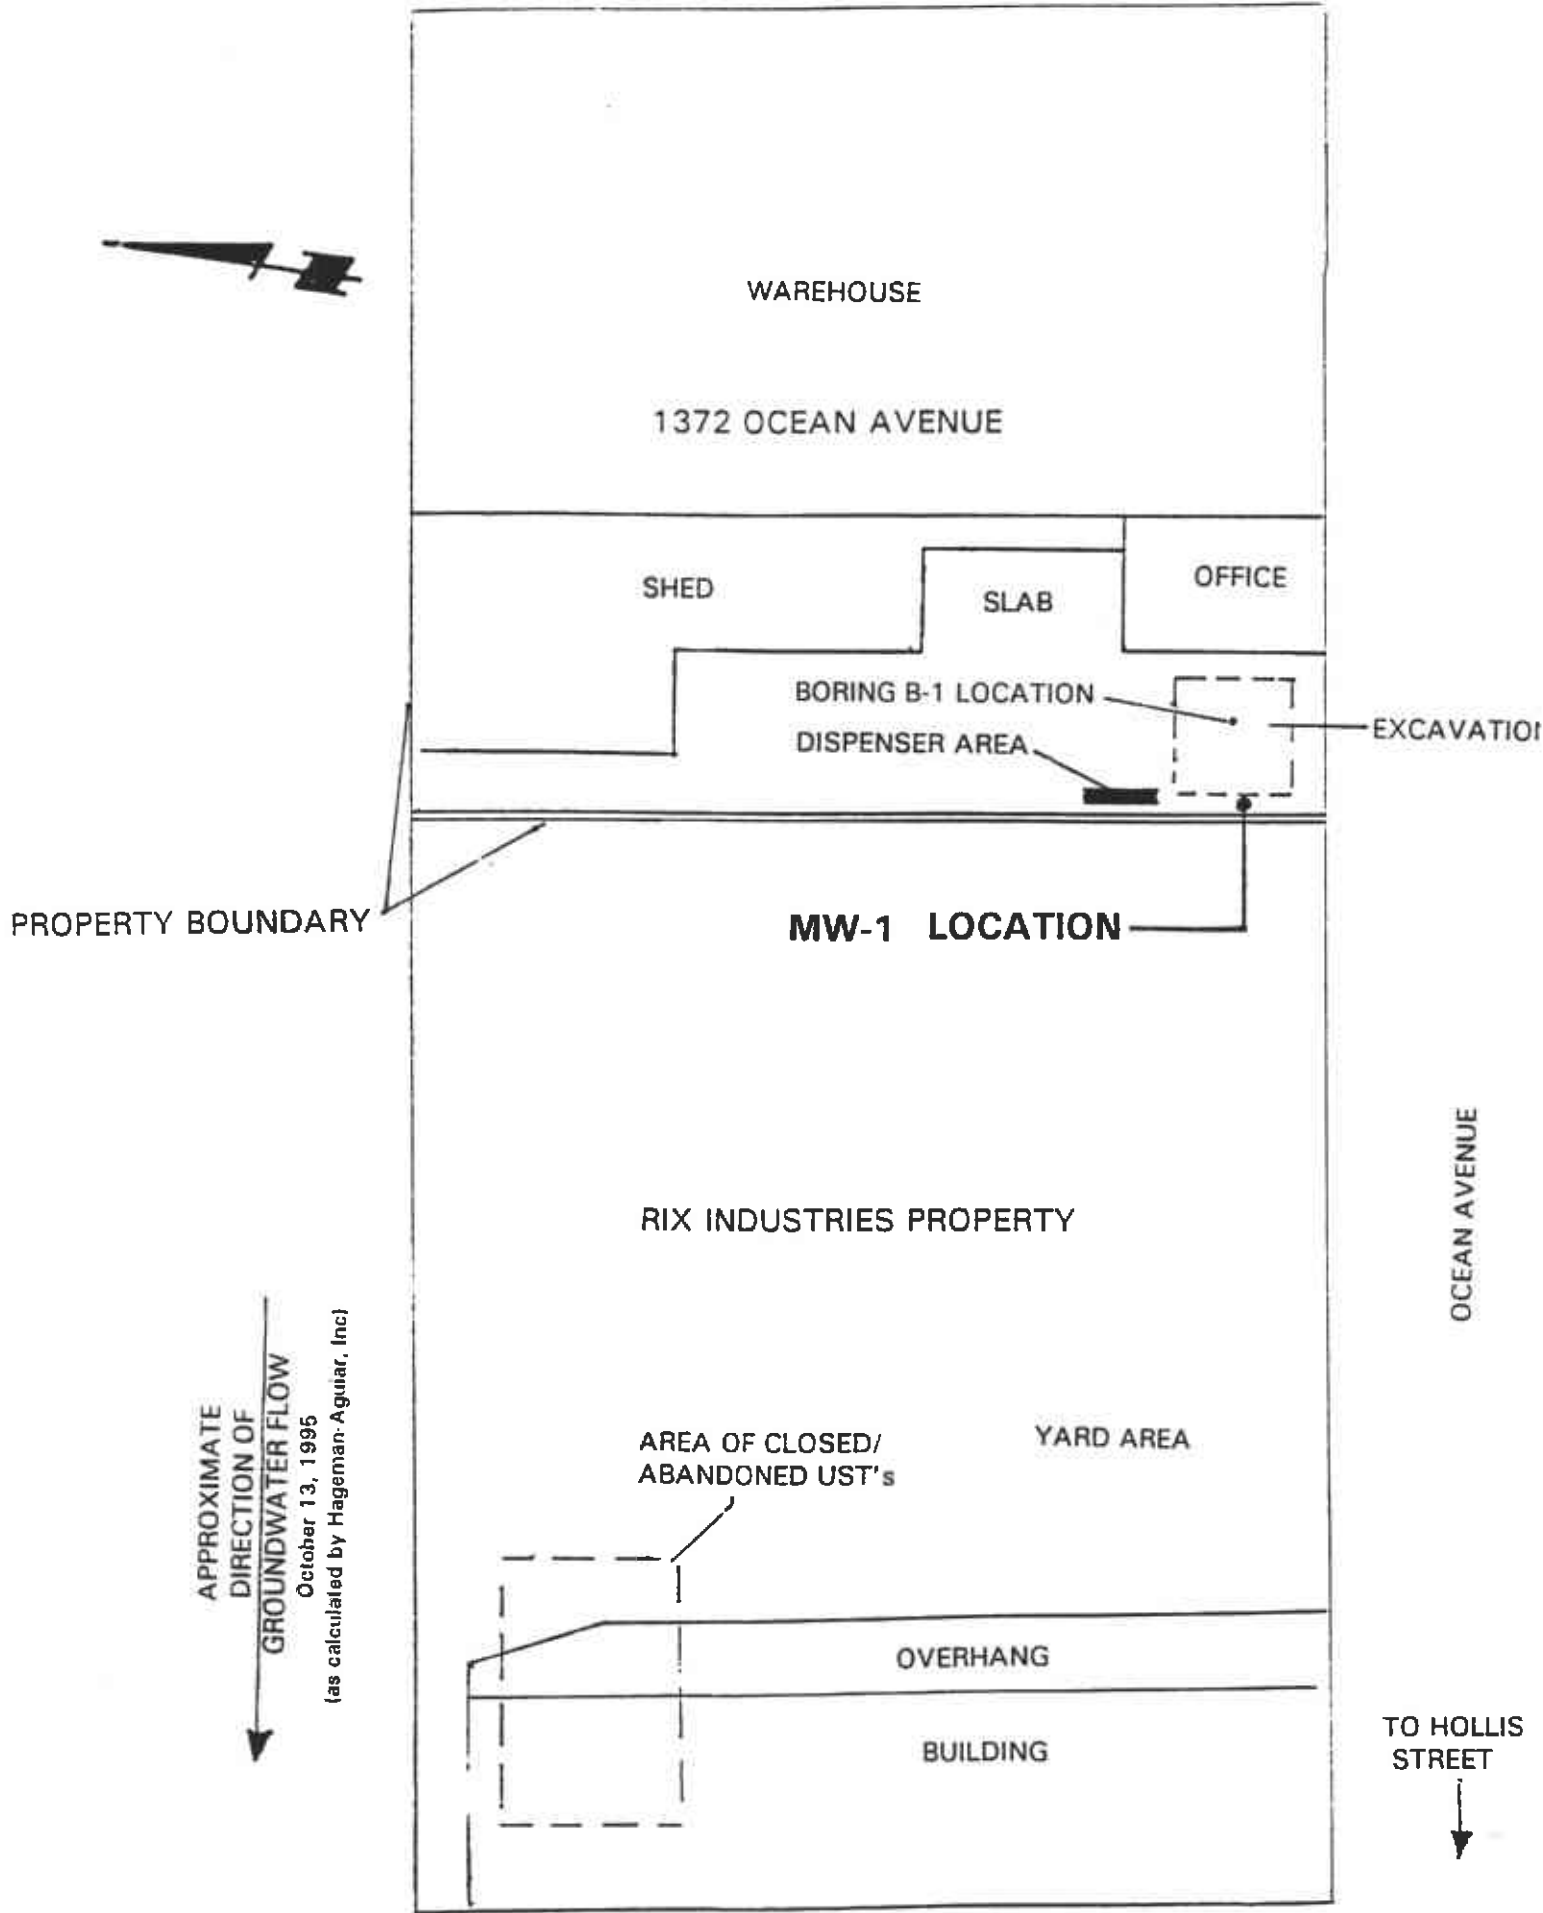 WAREHOUSE
1372 OCEAN AVENUE
SHED
SLAB
OFFICE
BORING B-1 LOCATION
DISPENSER AREA
EXCAVATION
PROPERTY BOUNDARY
MW-1 LOCATION
RIX INDUSTRIES PROPERTY
OCEAN AVENUE
APPROXIMATE
DIRECTION OF
GROUNDWATER FLOW
October 13, 1995
(as calculated by Hageman-Aguiar, Inc)
AREA OF CLOSED/
ABANDONED UST's
YARD AREA
OVERHANG
BUILDING
TO HOLLIS
STREET